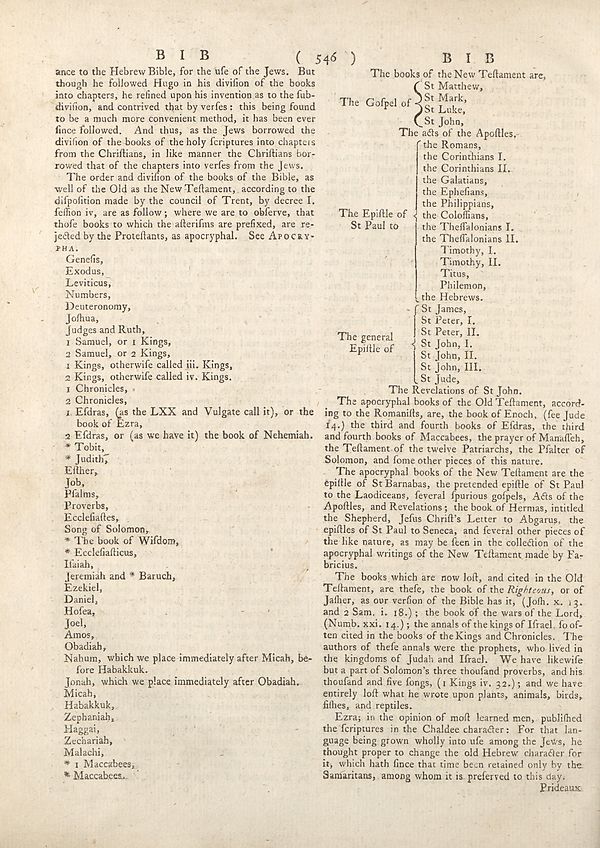 B I B ( 546 ) B I B
ance to the Hebrew Bible, for the uſe of the Jews. But
though he followed Hugo in his diviſion of the books
into chapters, he refined upon his invention as to the ſub-
diviſion, and contrived that by verſes: this being found
to be a much more convenient method, it has been ever
ſince followed. And thus, as the Jews borrowed the
diviſion of the books of the holy ſcriptures into chapters
from the Chriſtians, in like manner the Chriſtians bor-
rowed that of the chapters into verſes from the Jews.
The order and diviſion of the books of the Bible, as
well of the Old as the New Teſtament, according to the
diſpoſition made by the council of Trent, by decree I.
ſeſſion iv, are as follow; where we are to obſerve, that
thoſe books to which the aſteriſms are prefixed, are re-
jected by the Proteſtants, as apocryphal. See APOCRY-
PHA.
Geneſis,
Exodus,
Leviticus,
Numbers,
Deuteronomy,
Joſhua,
Judges and Ruth,
1 Samuel, or 1 Kings,
2 Samuel, or 2 Kings,
1 Kings, otherwiſe called iii. Kings,
2 Kings, otherwiſe called iv. Kings.
1 Chronicles,
2 Chronicles,
1 Eſdras, (as the LXX and Vulgate call it), or the
book of Ezra,
2 Eſdras, or (as we have it) the book of Nehemiah.
* Tobit,
* Judith,
Eſther,
Job,
Pſalms,
Proverbs,
Eccleſiaſtes,
Song of Solomon,
* The book of Wiſdom,
* Eccleſiaſticus,
Iſaiah,
Jeremiah and * Baruch,
Ezekiel,
Daniel,
Hoſea,
Joel,
Amos,
Obadiah,
Nahum, which we place immediately after Micah, be-
fore Habakkuk.
Jonah, which we place immediately after Obadiah.
Micah,
Habakkuk,
Zephaniah,
Haggai,
Zechariah,
Malachi,
* 1 Maccabees,
* Maccabees.
The books of the New Teſtament are,
The Goſpel of
St Matthew,
St Mark,
St Luke,
St John,
The acts of the Apoſtles,
The Epiſtle of
St Paul to
the Romans,
the Corinthians I.
the Corinthians II.
the Galatians,
the Epheſians,
the Philippians,
the Coloſſians,
the Theſſalonians I.
the Theſſalonians II.
Timothy, I.
Timothy, II.
Titus,
Philemon,
the Hebrews.
The general
Epiſtle of
St James,
St Peter, I.
St Peter, II.
St John, I.
St John, II.
St John, III.
St Jude,
The Revelations of St John.
The apocryphal books of the Old Teſtament, accord-
ing to the Romaniſts, are, the book of Enoch, (ſee Jude
14.) the third and fourth books of Eſdras, the third
and fourth books of Maccabees, the prayer of Manaſſeh,
the Teſtament of the twelve Patriarchs, the Pſalter of
Solomon, and ſome other pieces of this nature.
The apocryphal books of the New Teſtament are the
epiſtle of St Barnabas, the pretended epiſtle of St Paul
to the Laodiceans, ſeveral ſpurious goſpels, Acts of the
Apoſtles, and Revelations; the book of Hermas, intitled
the Shepherd, Jeſus Chriſt's Letter to Abgarus, the
epiſtles of St Paul to Seneca, and ſeveral other pieces of
the like nature, as may be ſeen in the collection of the
apocryphal writings of the New Teſtament made by Fa-
bricius.
The books which are now loſt, and cited in the Old
Teſtament, are theſe, the book of the Righteous, or of
Jaſher, as our verſion of the Bible has it, (Joſh. x. 13.
and 2 Sam. i. 18.); the book of the wars of the Lord,
(Numb. xxi. 14.); the annals of the kings of Iſrael, ſo of-
ten cited in the books of the Kings and Chronicles. The
authors of theſe annals were the prophets, who lived in
the kingdoms of Judah and Iſrael. We have likewiſe
but a part of Solomon's three thouſand proverbs, and his
thouſand and five ſongs, (1 Kings iv. 32.); and we have
entirely loſt what he wrote upon plants, animals, birds,
fiſhes, and reptiles.
Ezra; in the opinion of moſt learned men, publiſhed
the ſcriptures in the Chaldee character: For that lan-
guage being grown wholly into uſe among the Jews, he
thought proper to change the old Hebrew character for
it, which hath ſince that time been retained only by the
Samaritans, among whom it is preſerved to this day.
Prideaux